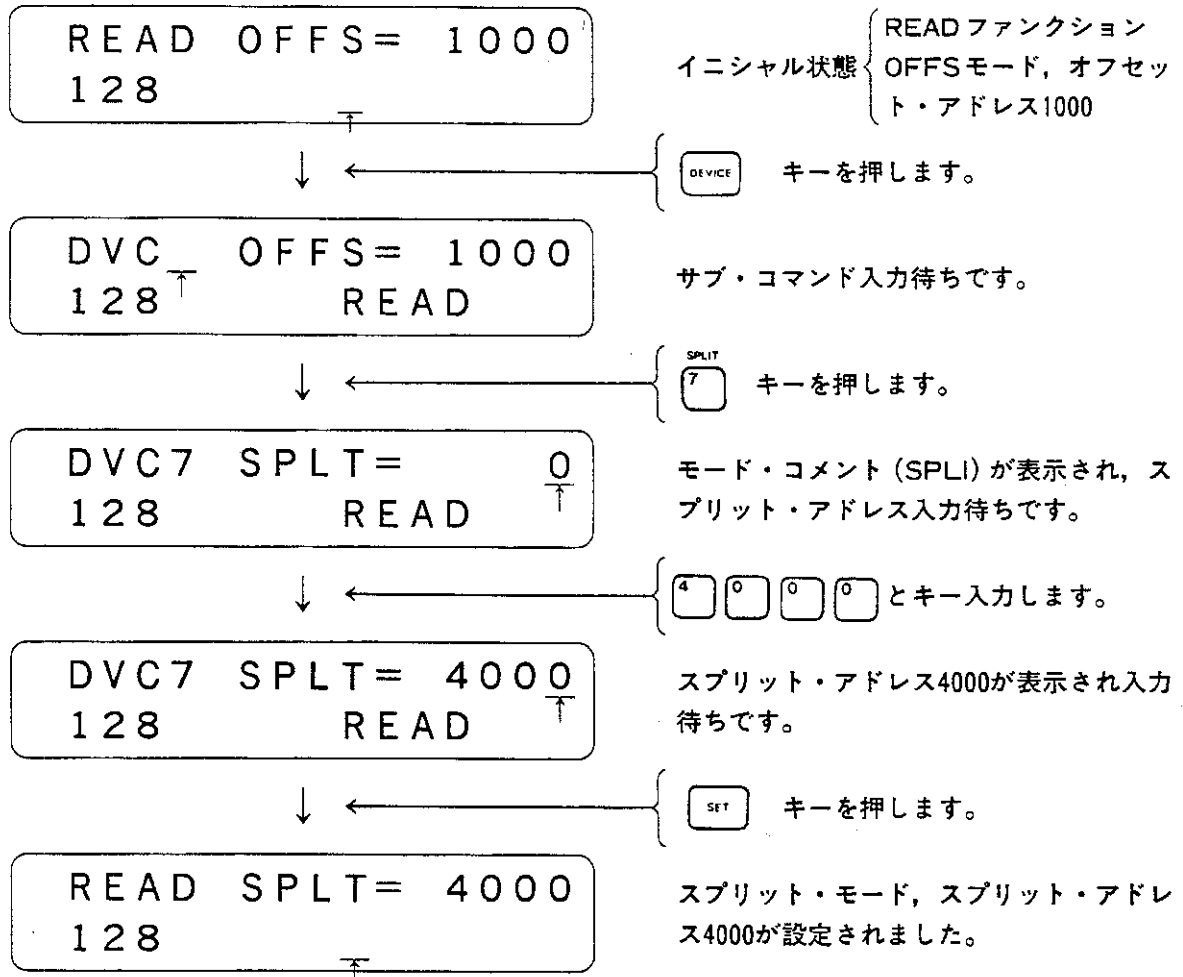 READ OFFS= 1000
128
イニシャル状態
READファンクション
OFFSモード，オフセッ
ト・アドレス1000
DEVICE キーを押します。
DVC OFFS= 1000
128 READ
サブ・コマンド入力待ちです。
SPLIT
7 キーを押します。
DVC7 SPLT= 0
128 READ
モード・コメント (SPLI) が表示され，ス
プリット・アドレス入力待ちです。
4 0 0 0 とキー入力します。
DVC7 SPLT= 4000
128 READ
スプリット・アドレス4000が表示され入力
待ちです。
SET キーを押します。
READ SPLT= 4000
128
スプリット・モード，スプリット・アドレ
ス4000が設定されました。